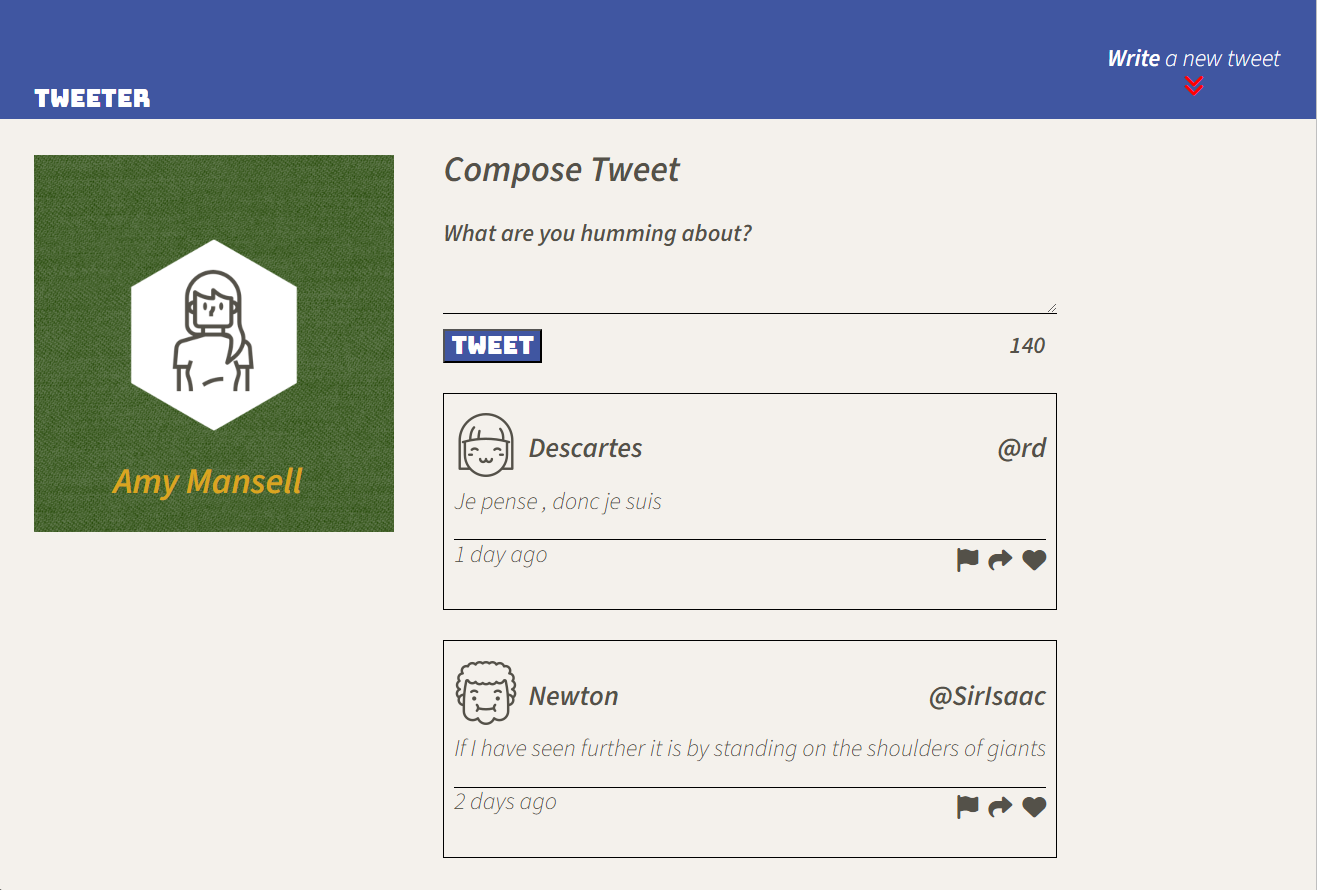 Write a new tweet
TWEETER
Amy Mansell
Compose Tweet
What are you humming about?
TWEET
140
Descartes
@rd
Je pense , donc je suis
1 day ago
Newton
@SirIsaac
If I have seen further it is by standing on the shoulders of giants
2 days ago